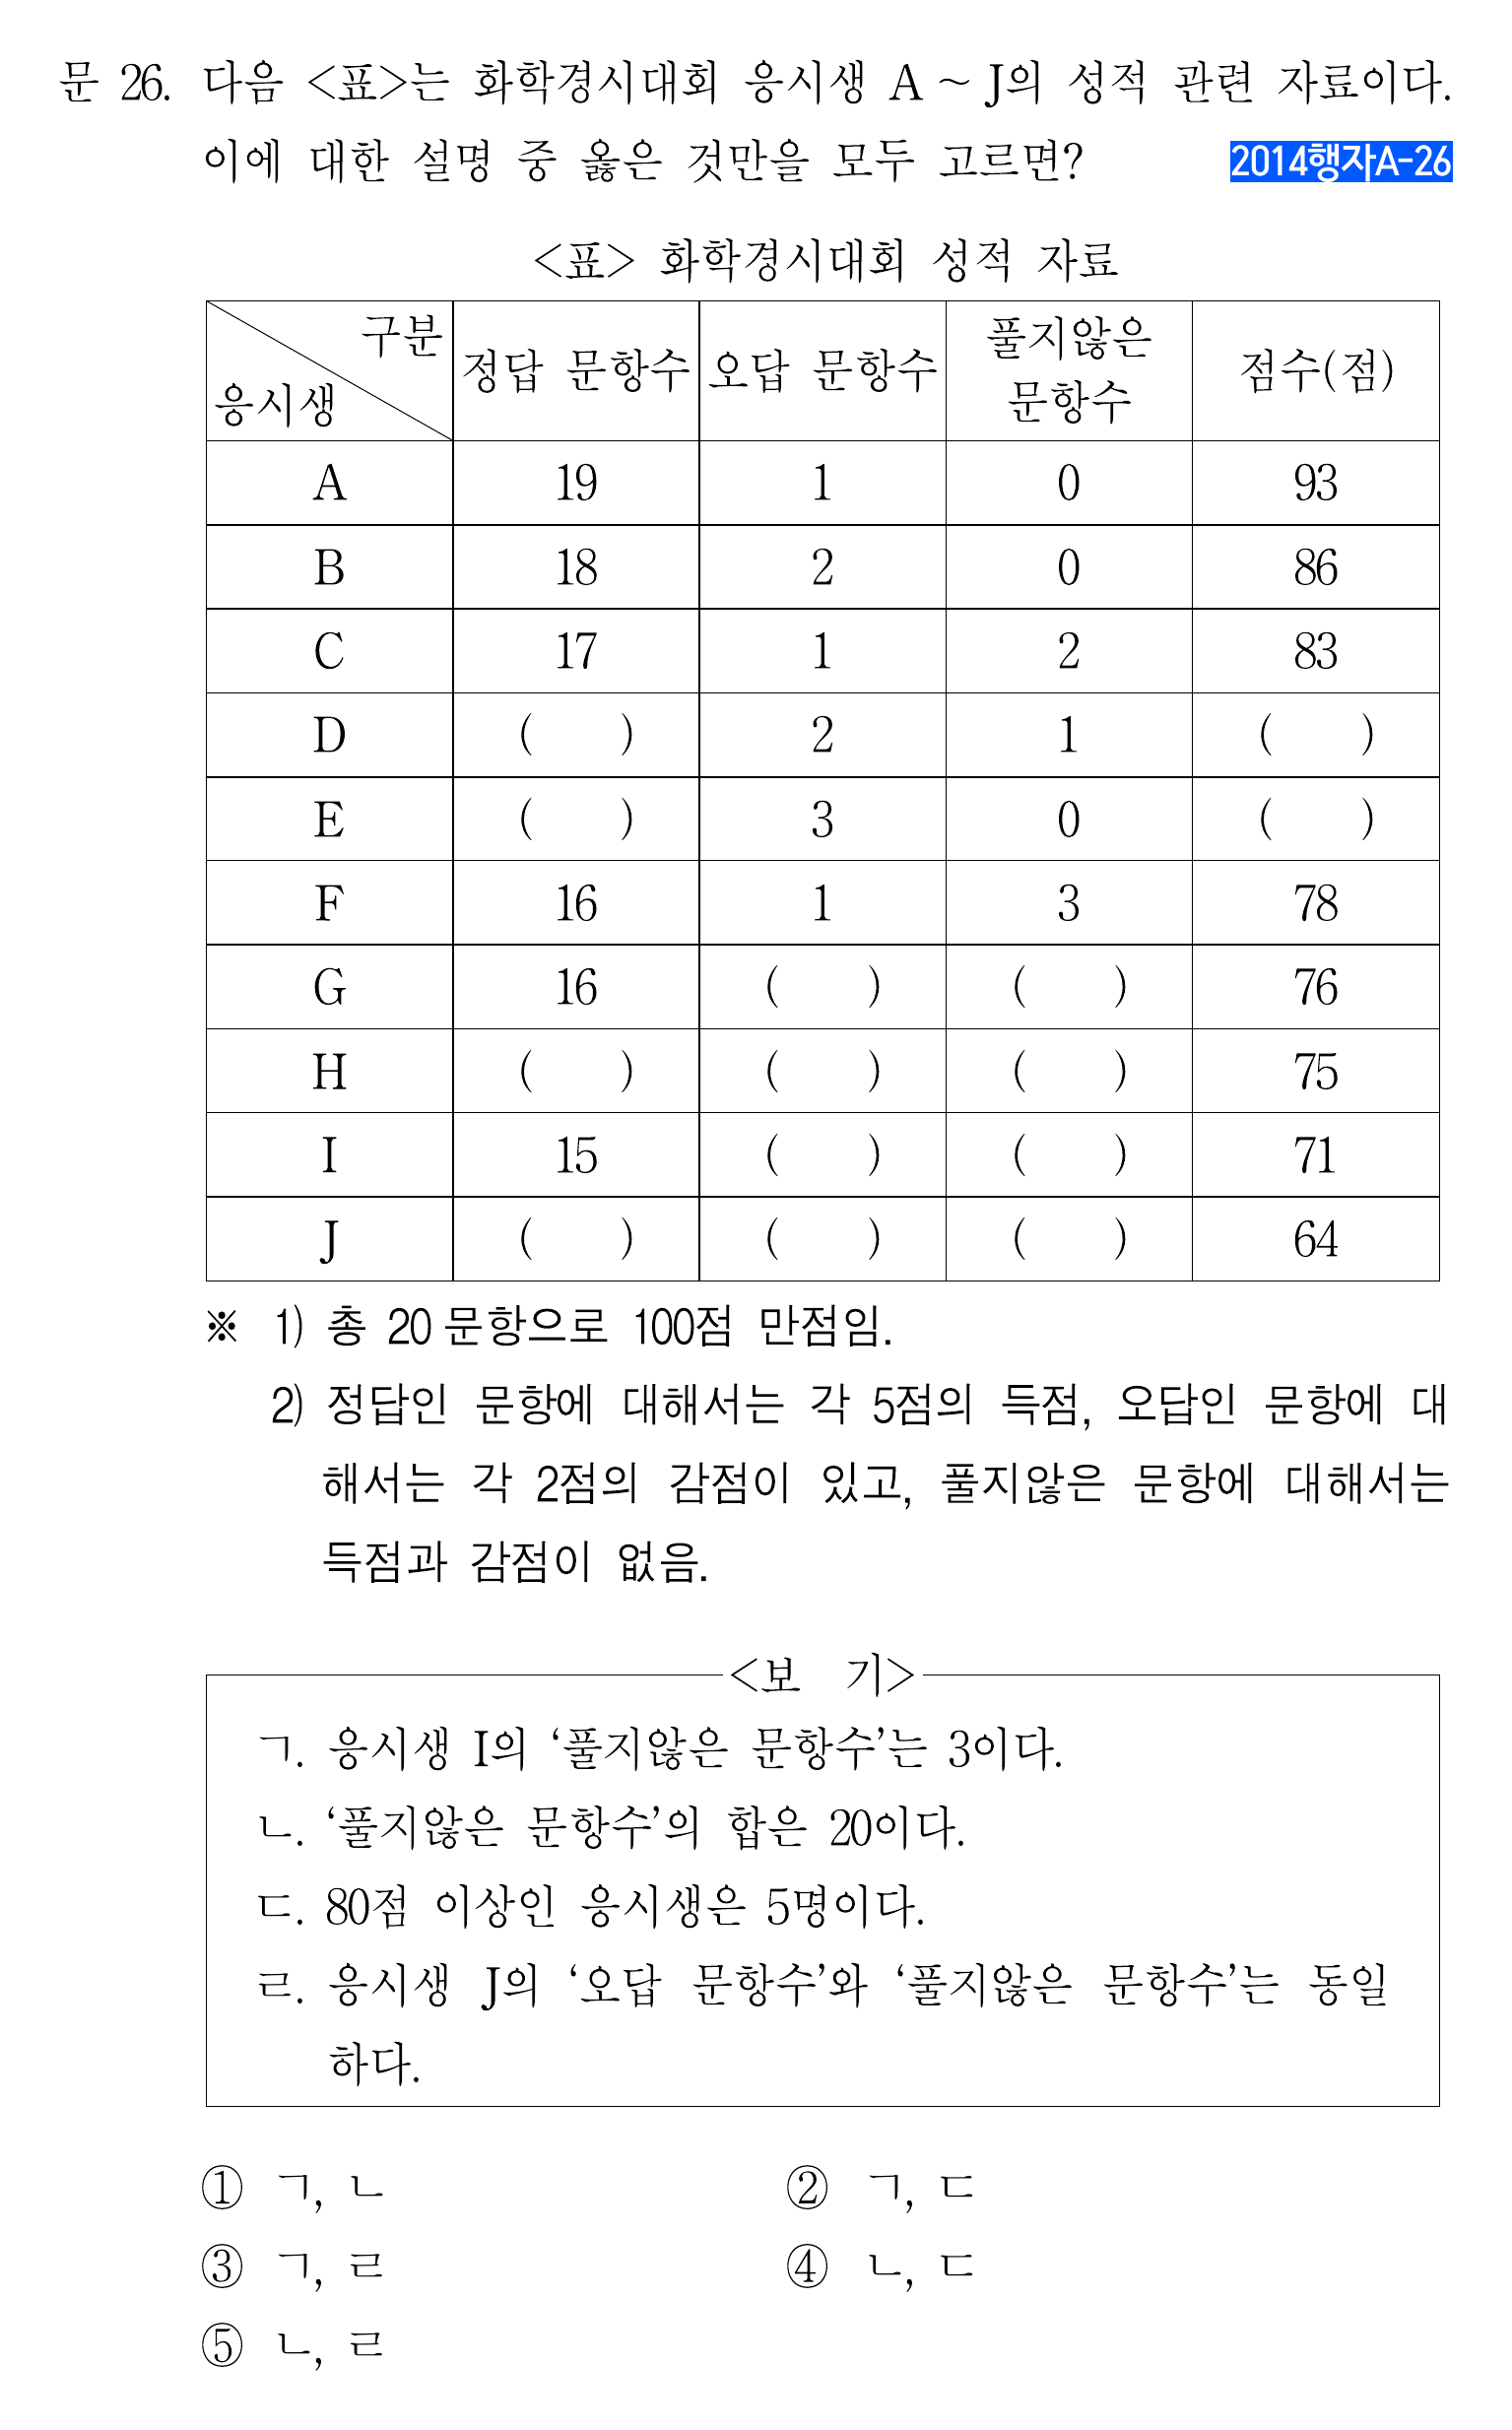 문 26. 다음 <표>는 화학경시대회 응시생 A ~ J의 성적 관련 자료이다.
이에 대한 설명 중 옳은 것만을 모두 고르면?
2014행자A-26
<표> 화학경시대회 성적 자료
구분 응시생 정답 문항수 오답 문항수 풀지않은 문항수 점수(점)
A 19 1 0 93
B 18 2 0 86
C 17 1 2 83
D ( ) 2 1 ( )
E ( ) 3 0 ( )
F 16 1 3 78
G 16 ( ) ( ) 76
H ( ) ( ) ( ) 75
I 15 ( ) ( ) 71
J ( ) ( ) ( ) 64
※ 1) 총 20문항으로 100점 만점임.
2) 정답인 문항에 대해서는 각 5점의 득점, 오답인 문항에 대
해서는 각 2점의 감점이 있고, 풀지않은 문항에 대해서는
득점과 감점이 없음.
<보 기>
ㄱ. 응시생 I의 ‘풀지않은 문항수’는 3이다.
ㄴ. ‘풀지않은 문항수’의 합은 20이다.
ㄷ. 80점 이상인 응시생은 5명이다.
ㄹ. 응시생 J의 ‘오답 문항수’와 ‘풀지않은 문항수’는 동일
하다.
① ㄱ, ㄴ ② ㄱ, ㄷ
③ ㄱ, ㄹ ④ ㄴ, ㄷ
⑤ ㄴ, ㄹ